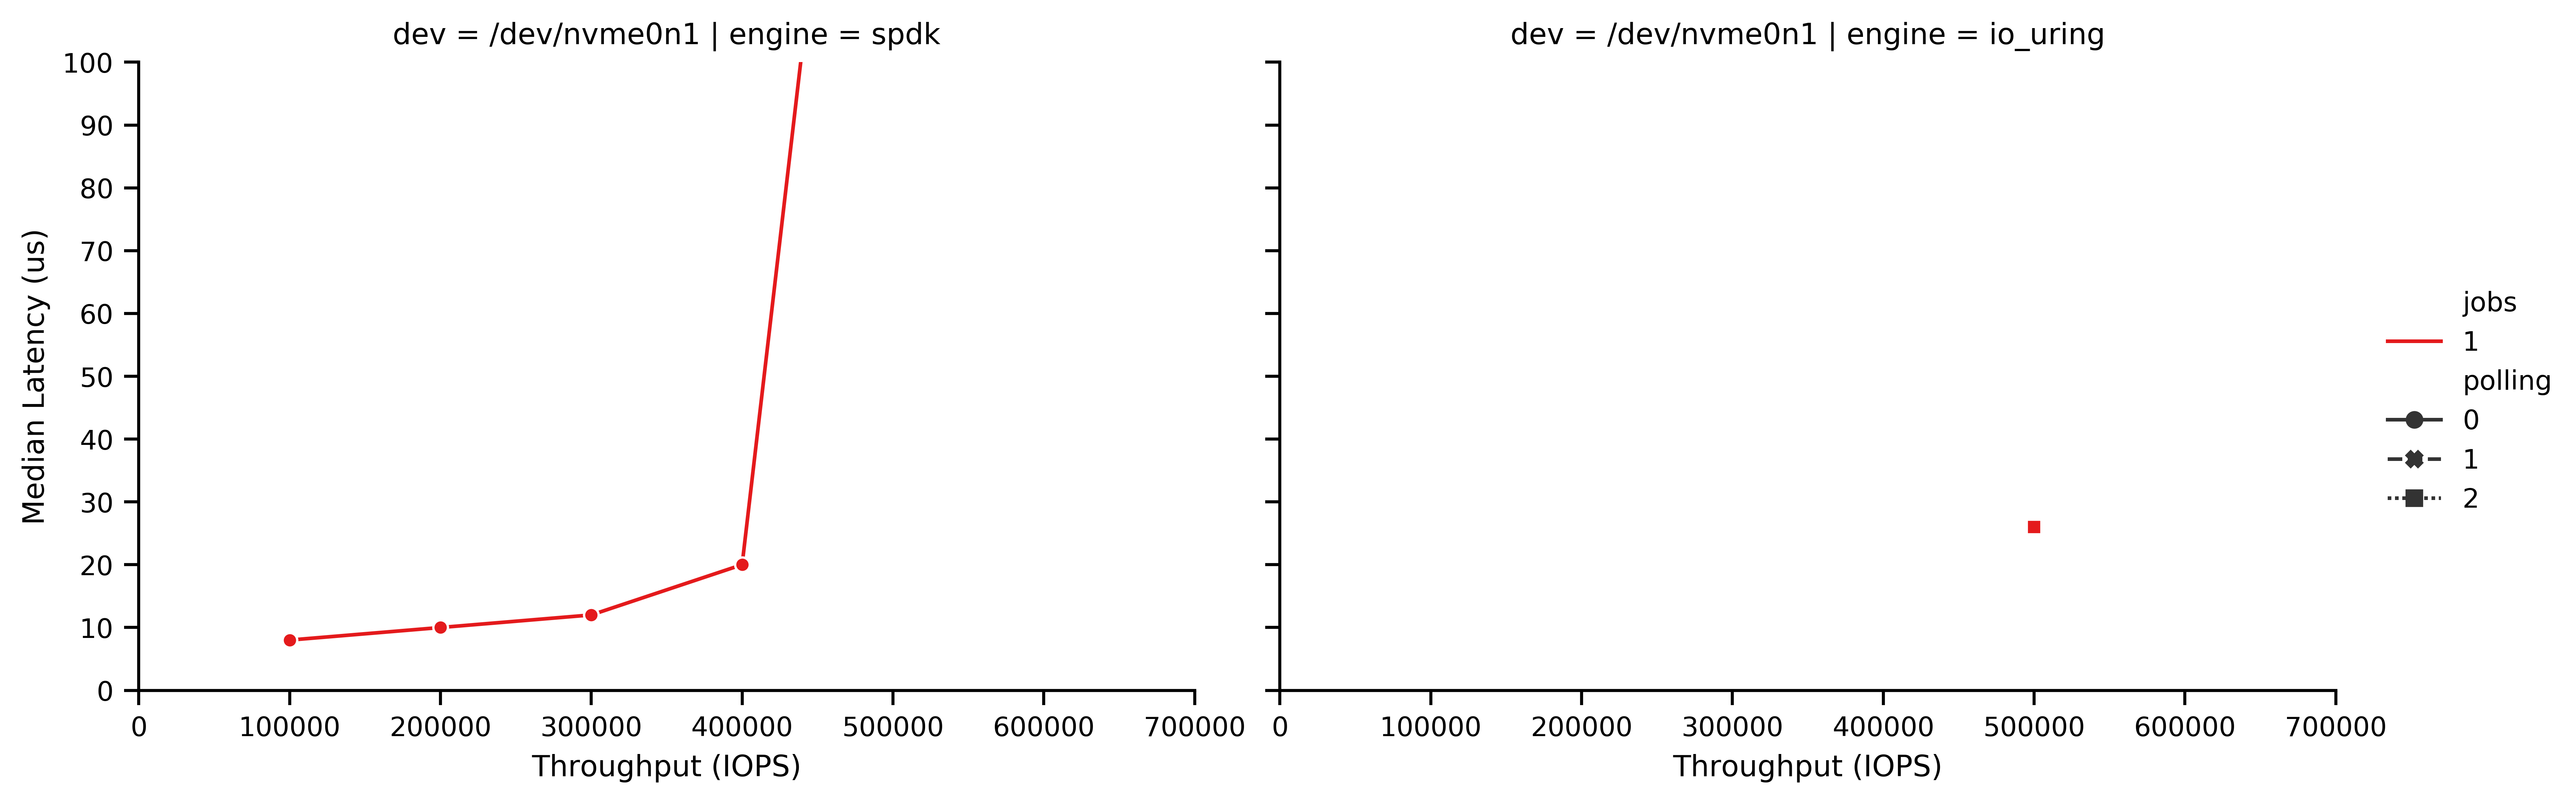 dev = /dev/nvme0n1 | engine = spdk
100
90
80
70
60
50
40
30
20
10
0
Median Latency (us)
0 100000 200000 300000 400000 500000 600000 700000
Throughput (IOPS)
dev = /dev/nvme0n1 | engine = io_uring
0 100000 200000 300000 400000 500000 600000 700000
Throughput (IOPS)
jobs
1
polling
0
1
2